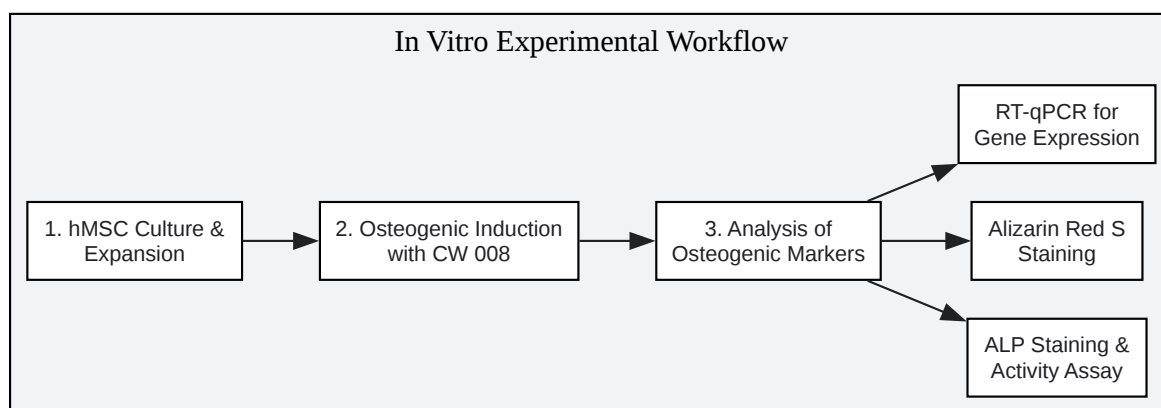 In Vitro Experimental Workflow
1. hMSC Culture &
Expansion
2. Osteogenic Induction
with CW 008
3. Analysis of
Osteogenic Markers
RT-qPCR for
Gene Expression
Alizarin Red S
Staining
ALP Staining &
Activity Assay